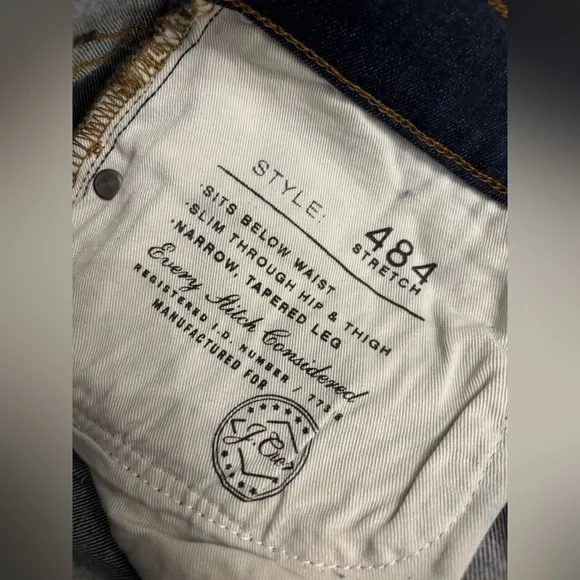 STYLE: 484
STRETCH
·SITS BELOW WAIST
·SLIM THROUGH HIP & THIGH
·NARROW, TAPERED LEG
Every Stitch Considered
REGISTERED I.D. NUMBER / 773 R
MANUFACTURED FOR
J.Crew